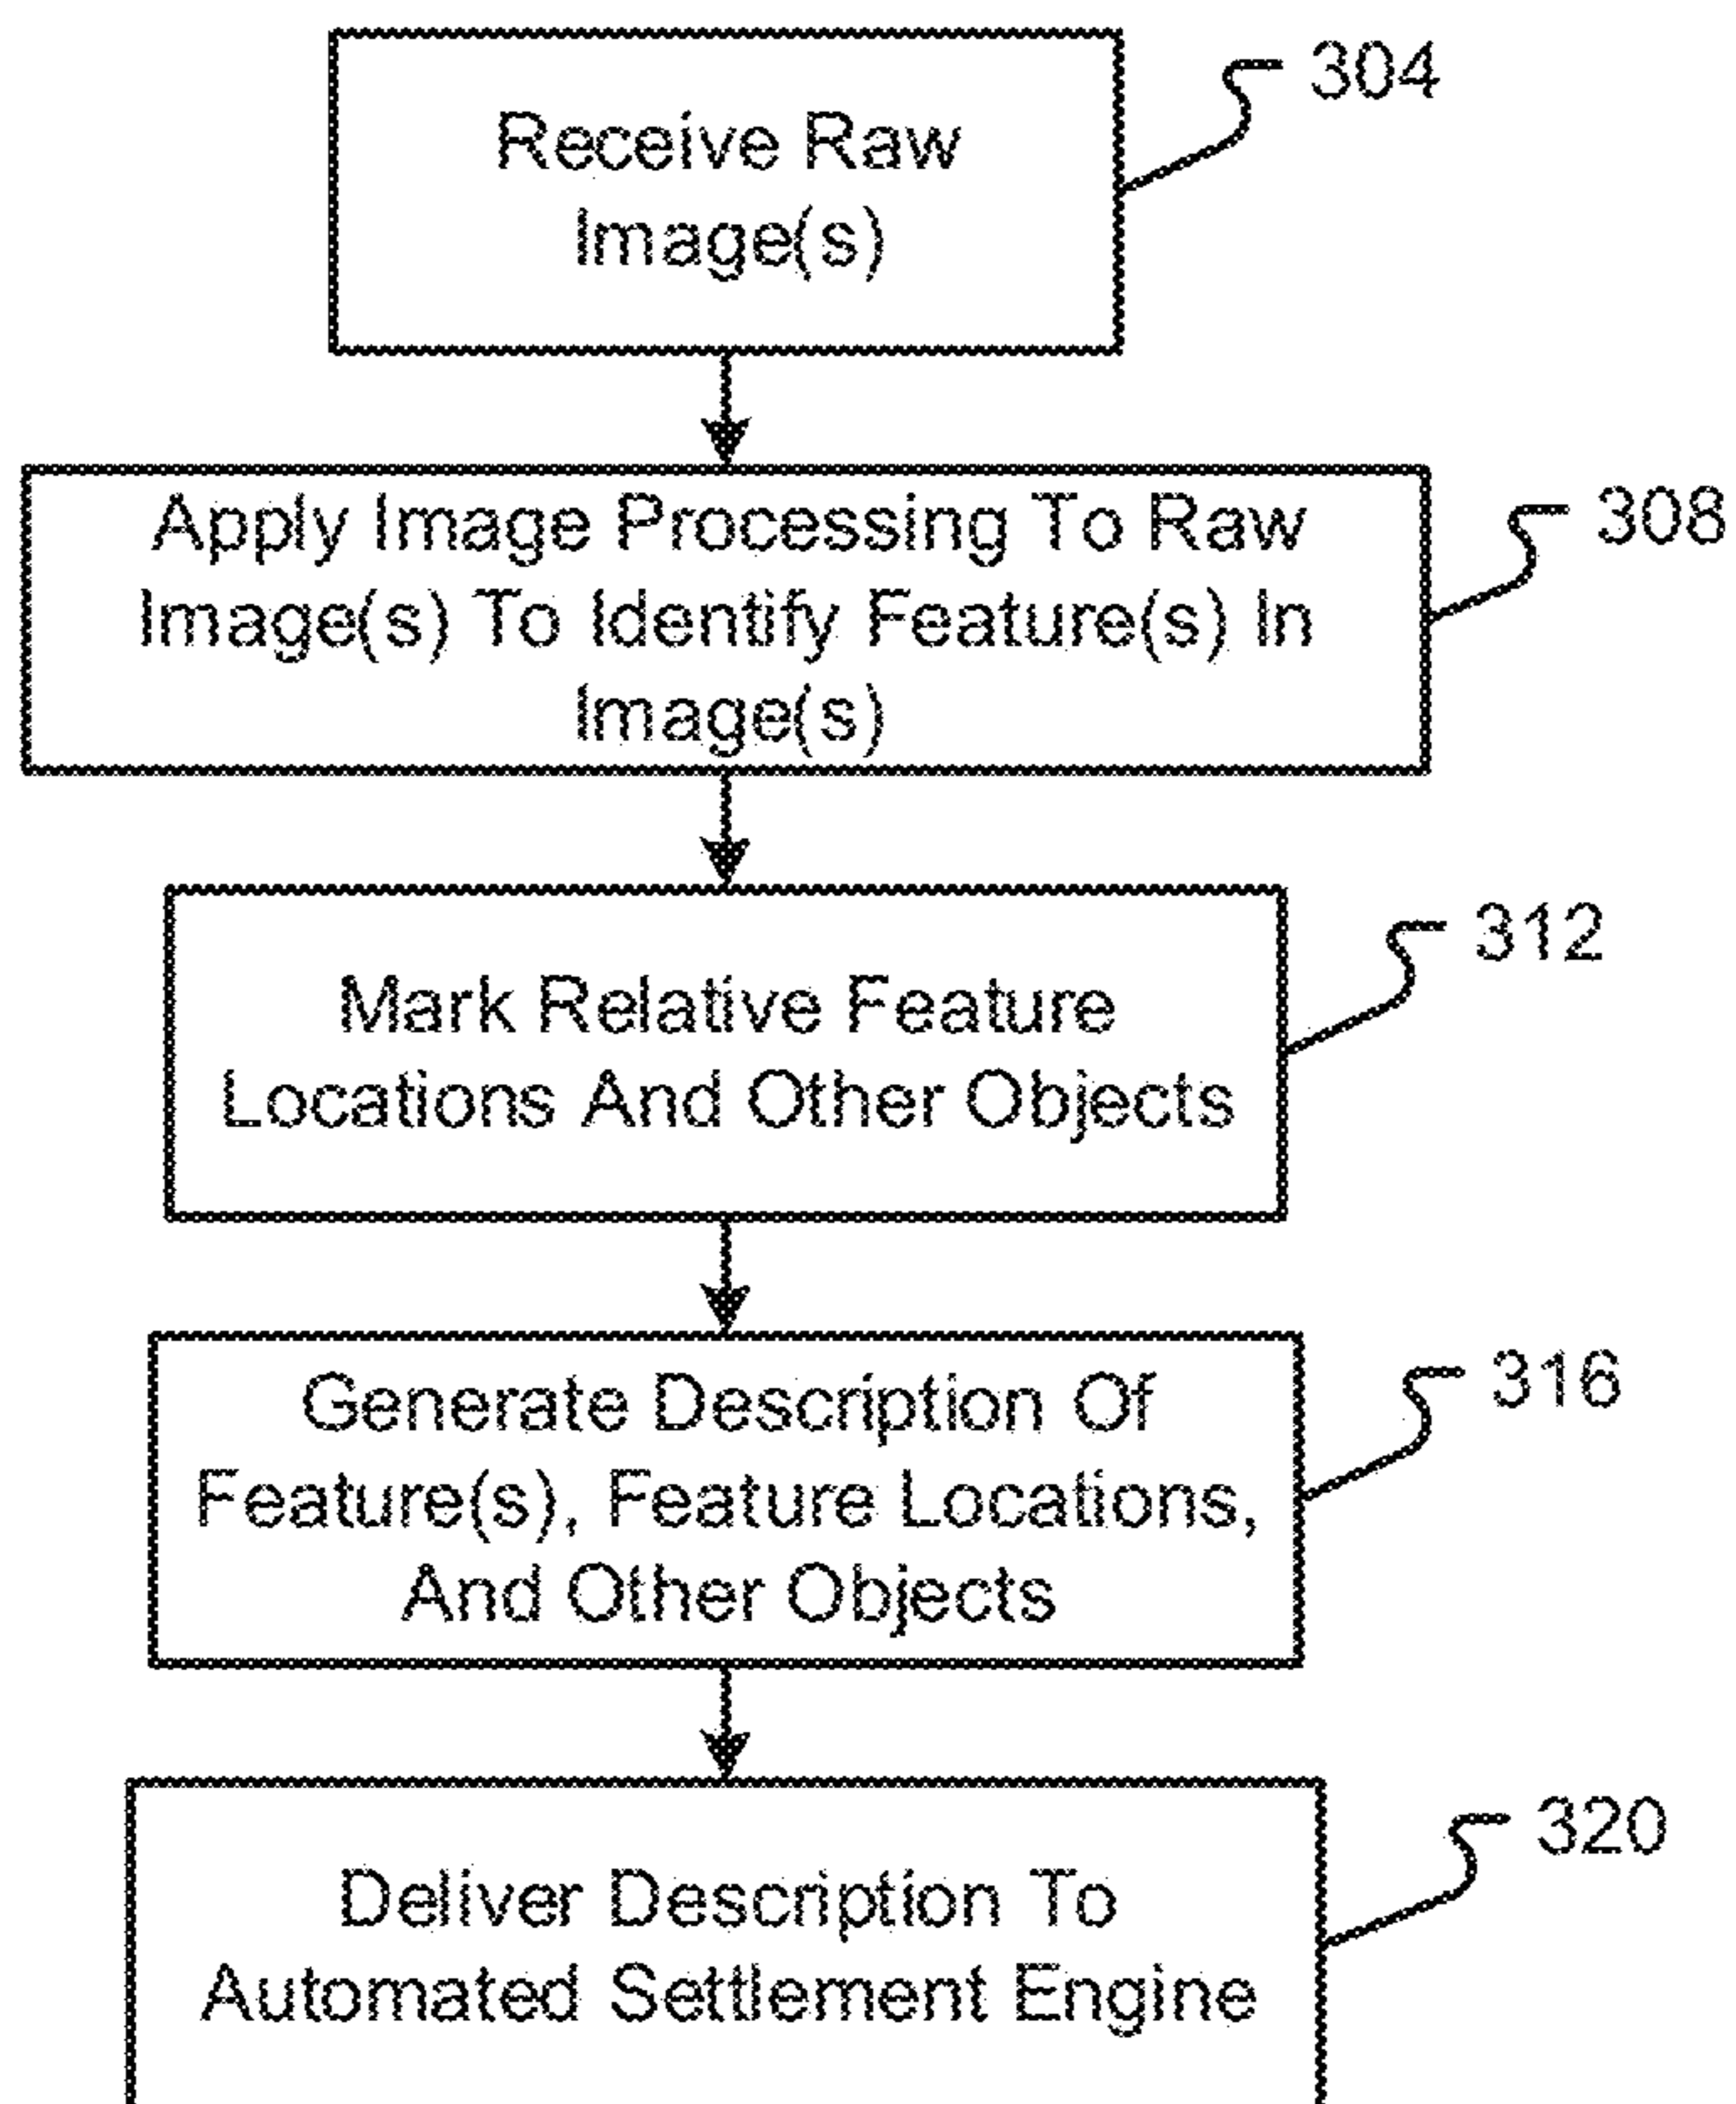 Receive Raw
Image(s)
304
Apply Image Processing To Raw
Image(s) To Identify Feature(s) In
Image(s)
308
Mark Relative Feature
Locations And Other Objects
312
Generate Description Of
Feature(s), Feature Locations,
And Other Objects
316
Deliver Description To
Automated Settlement Engine
320